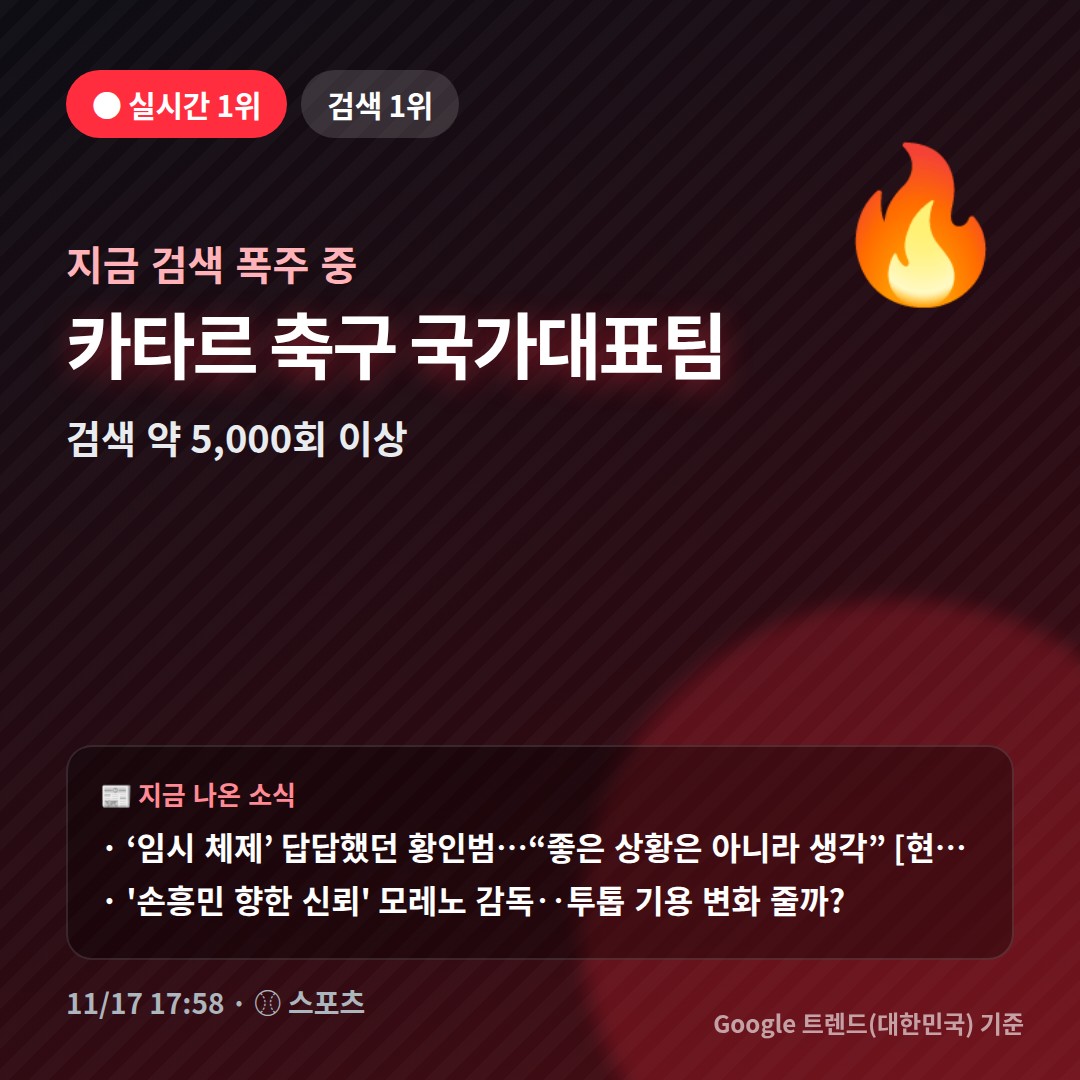 실시간 1위
검색 1위
지금 검색 폭주 중
카타르 축구 국가대표팀
검색 약 5,000회 이상
지금 나온 소식
· ‘임시 체제’ 답답했던 황인범…“좋은 상황은 아니라 생각” [현…
· '손흥민 향한 신뢰' 모레노 감독‥투톱 기용 변화 줄까?
11/17 17:58 · ⚾ 스포츠
Google 트렌드(대한민국) 기준